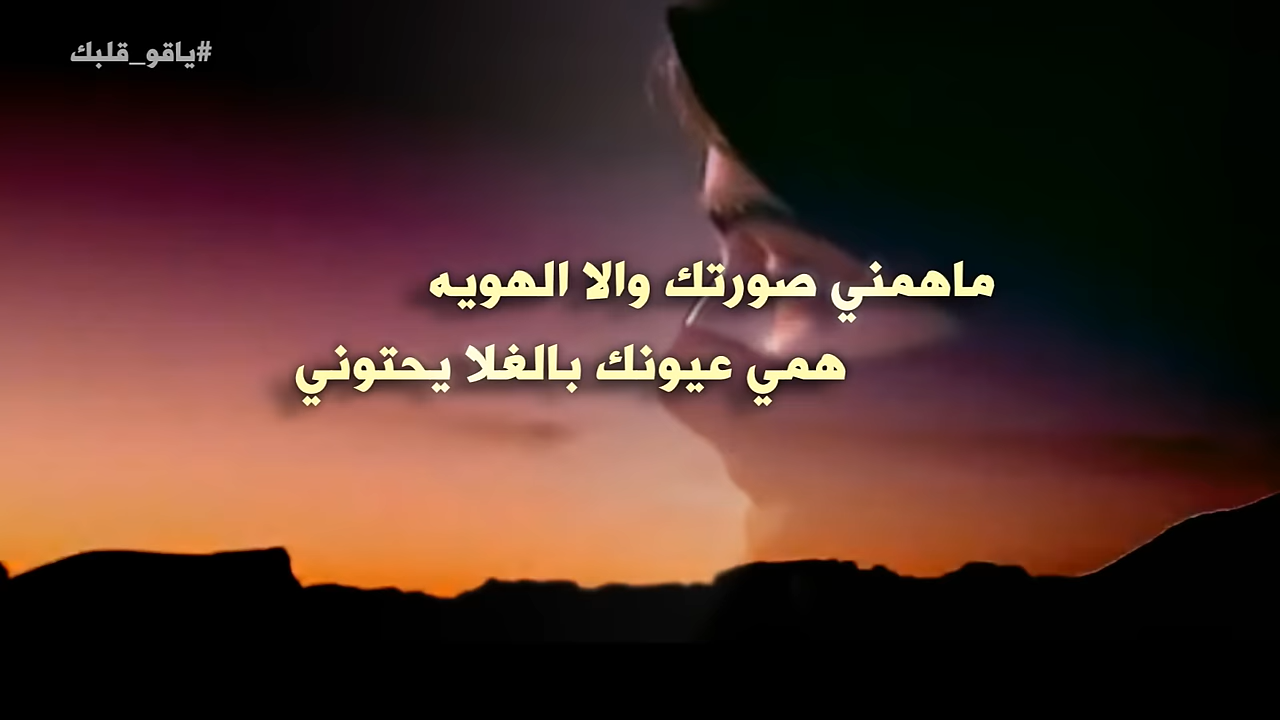 #ياقو_قلبك
ماهمني صورتك والا الهويه
همي عيونك بالغلا يحتوني